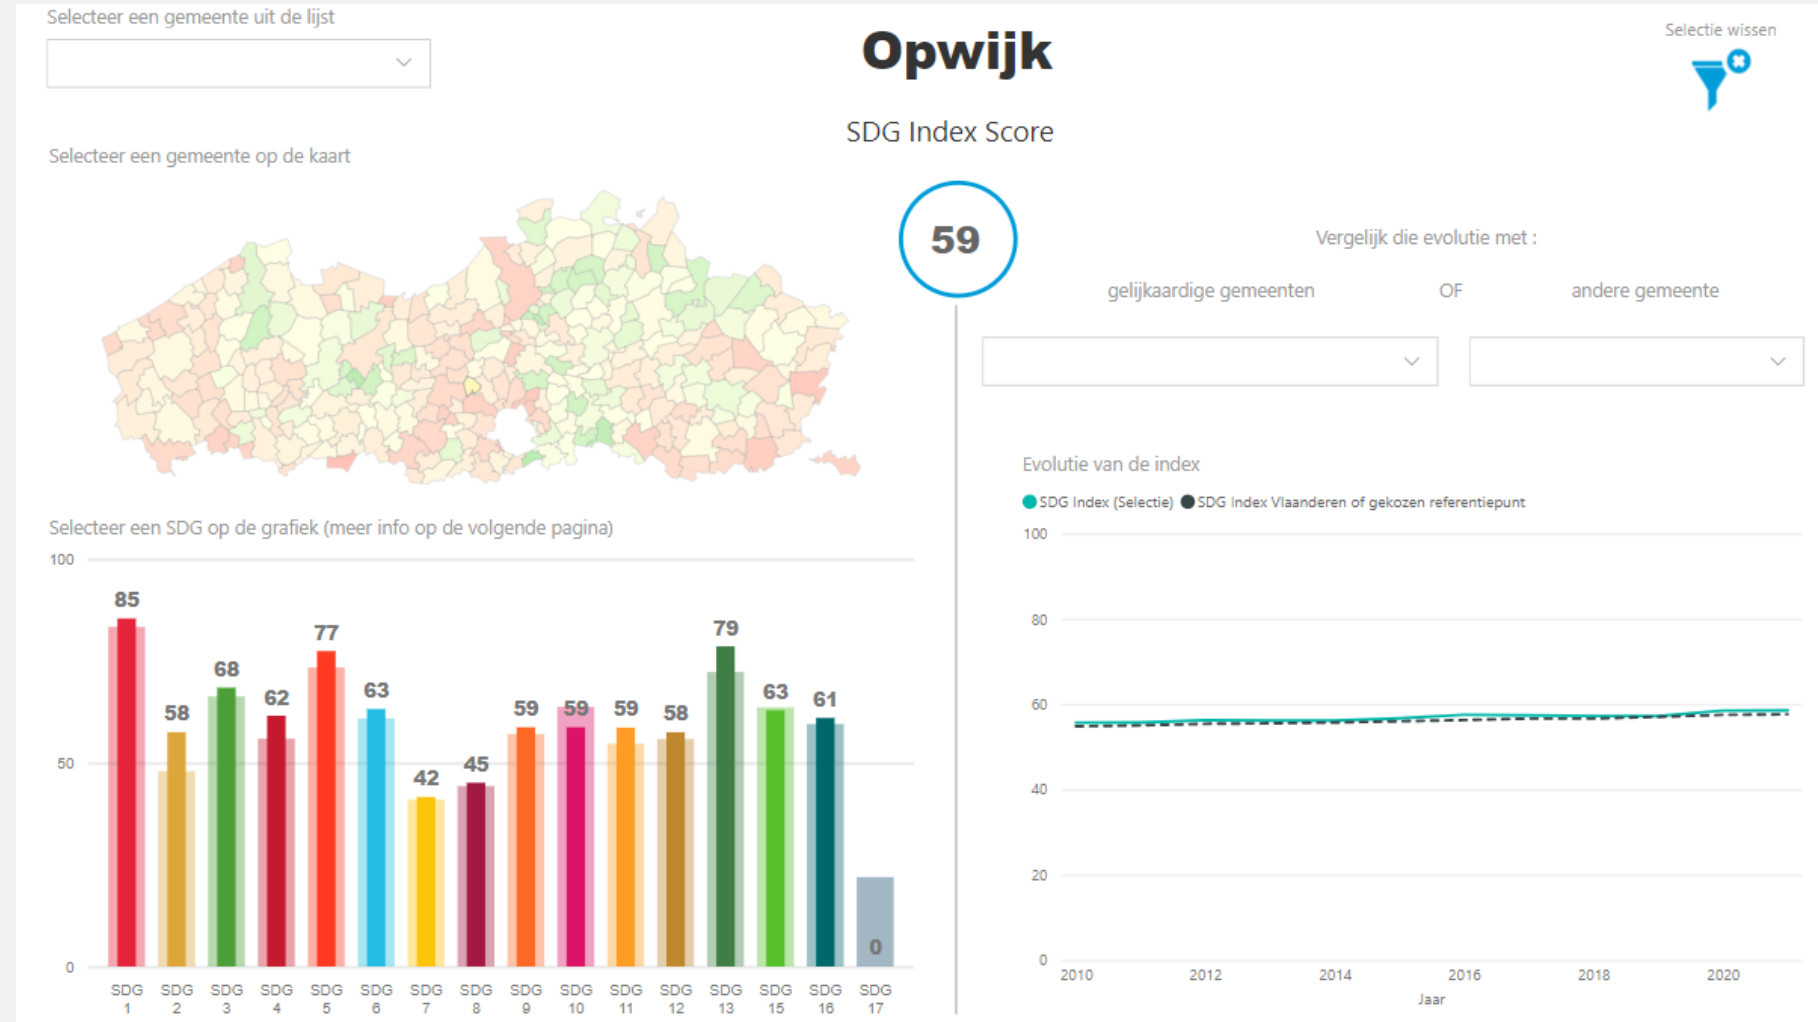 Selecteer een gemeente uit de lijst
Opwijk
Selectie wissen
SDG Index Score
Selecteer een gemeente op de kaart
59
Vergelijk die evolutie met :
gelijkaardige gemeenten
OF
andere gemeente
Selecteer een SDG op de grafiek (meer info op de volgende pagina)
100
50
0
85
58
68
62
77
63
42
45
59
59
59
58
79
63
61
0
SDG 1
SDG 2
SDG 3
SDG 4
SDG 5
SDG 6
SDG 7
SDG 8
SDG 9
SDG 10
SDG 11
SDG 12
SDG 13
SDG 15
SDG 16
SDG 17
Evolutie van de index
SDG Index (Selectie)
SDG Index Vlaanderen of gekozen referentiepunt
100
80
60
40
20
0
2010
2012
2014
2016
2018
2020
Jaar